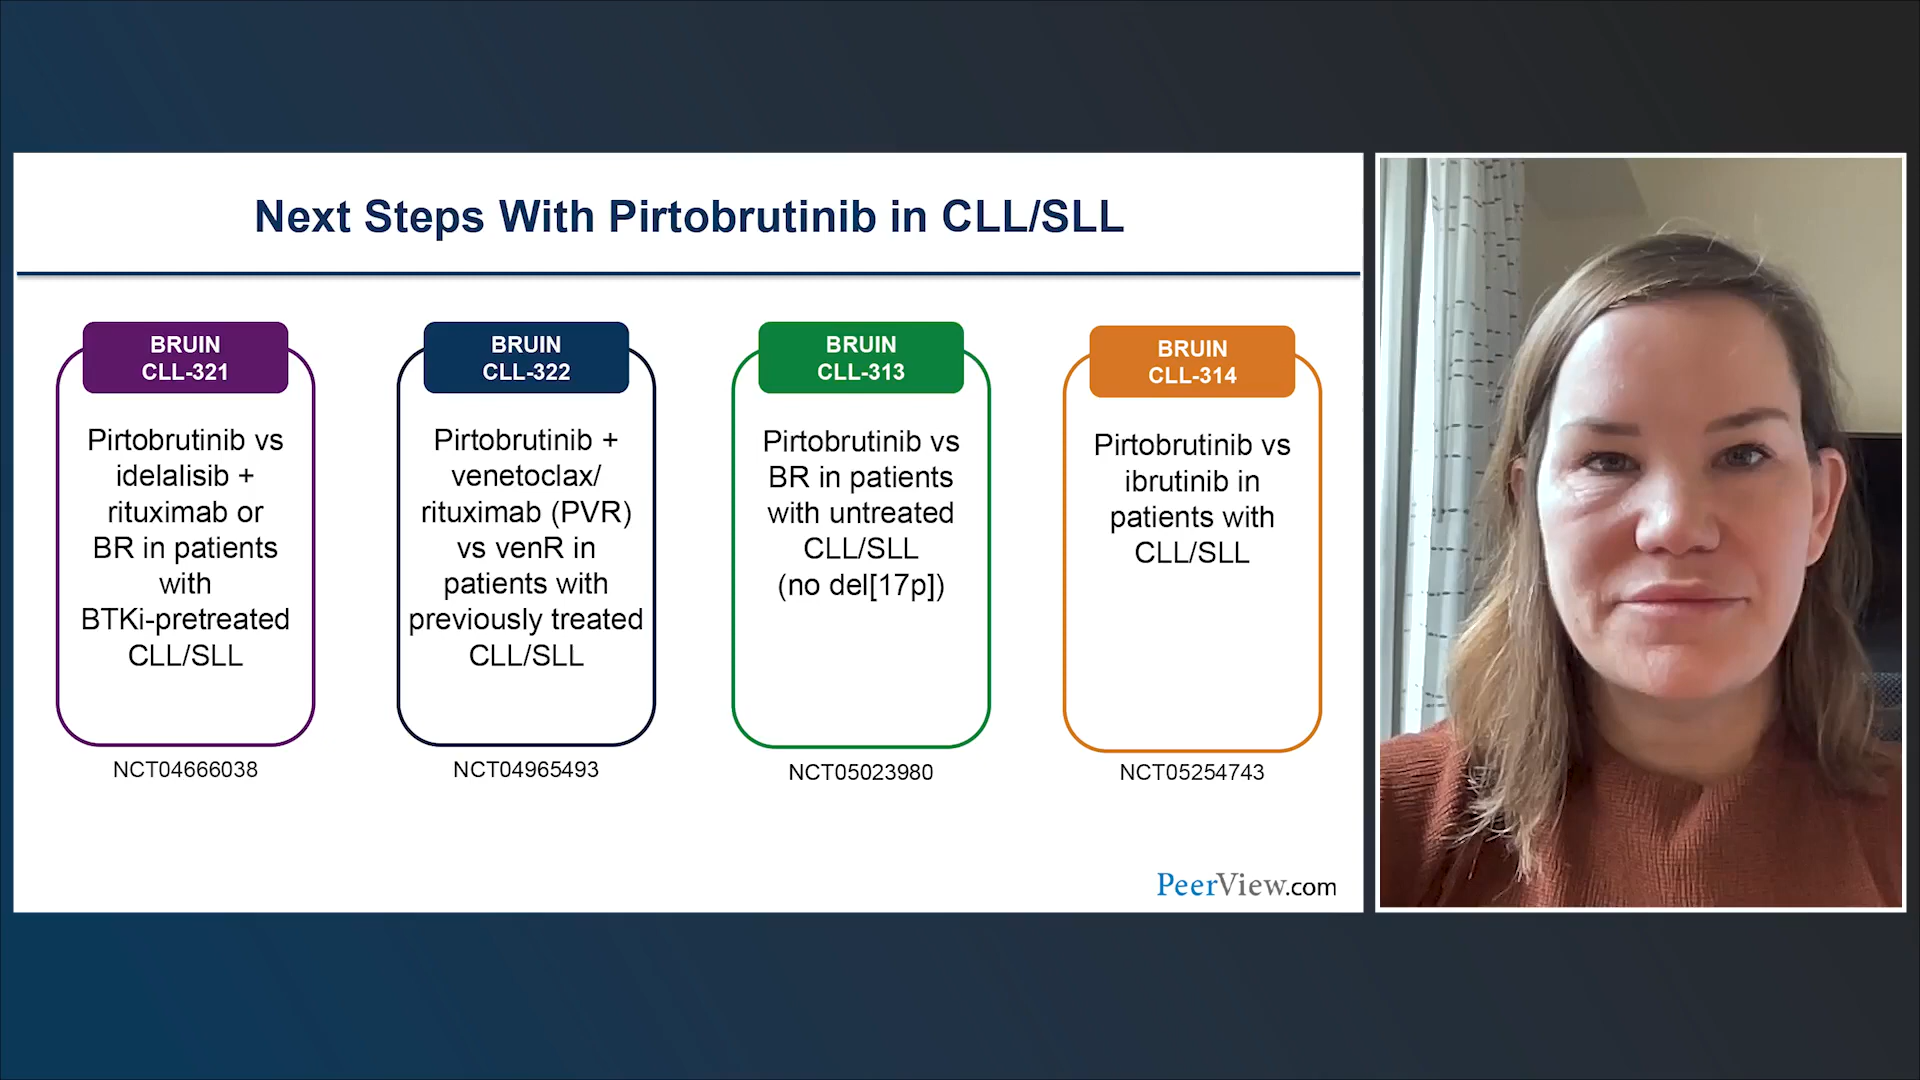 Next Steps With Pirtobrutinib in CLL/SLL
BRUIN
CLL-321
Pirtobrutinib vs
idelalisib +
rituximab or
BR in patients
with
BTKi-pretreated
CLL/SLL
NCT04666038
BRUIN
CLL-322
Pirtobrutinib +
venetoclax/
rituximab (PVR)
vs venR in
patients with
previously treated
CLL/SLL
NCT04965493
BRUIN
CLL-313
Pirtobrutinib vs
BR in patients
with untreated
CLL/SLL
(no del[17p])
NCT05023980
BRUIN
CLL-314
Pirtobrutinib vs
ibrutinib in
patients with
CLL/SLL
NCT05254743
PeerView.com